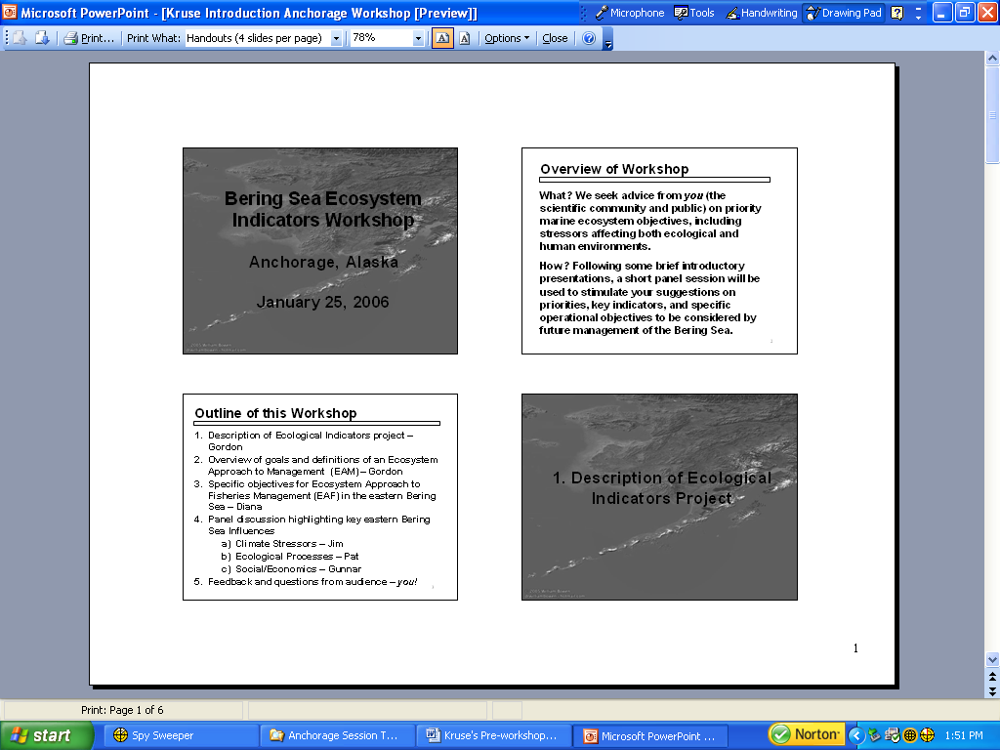 Microsoft PowerPoint - [Kruse Introduction Anchorage Workshop [Preview]]
Microphone Tools Handwriting Drawing Pad
Print... Print What: Handouts (4 slides per page) 78% Options Close
Bering Sea Ecosystem
Indicators Workshop
Anchorage, Alaska
January 25, 2006
Overview of Workshop
What? We seek advice from you (the
scientific community and public) on priority
marine ecosystem objectives, including
stressors affecting both ecological and
human environments.
How? Following some brief introductory
presentations, a short panel session will be
used to stimulate your suggestions on
priorities, key indicators, and specific
operational objectives to be considered by
future management of the Bering Sea.
Outline of this Workshop
1. Description of Ecological Indicators project –
Gordon
2. Overview of goals and definitions of an Ecosystem
Approach to Management (EAM) – Gordon
3. Specific objectives for Ecosystem Approach to
Fisheries Management (EAF) in the eastern Bering
Sea – Diana
4. Panel discussion highlighting key eastern Bering
Sea Influences
a) Climate Stressors – Jim
b) Ecological Processes – Pat
c) Social/Economics – Gunnar
5. Feedback and questions from audience – you!
1. Description of Ecological
Indicators Project
1
Print: Page 1 of 6
start Spy Sweeper Anchorage Session T... Kruse's Pre-workshop... Microsoft PowerPoint ... Norton 1:51 PM